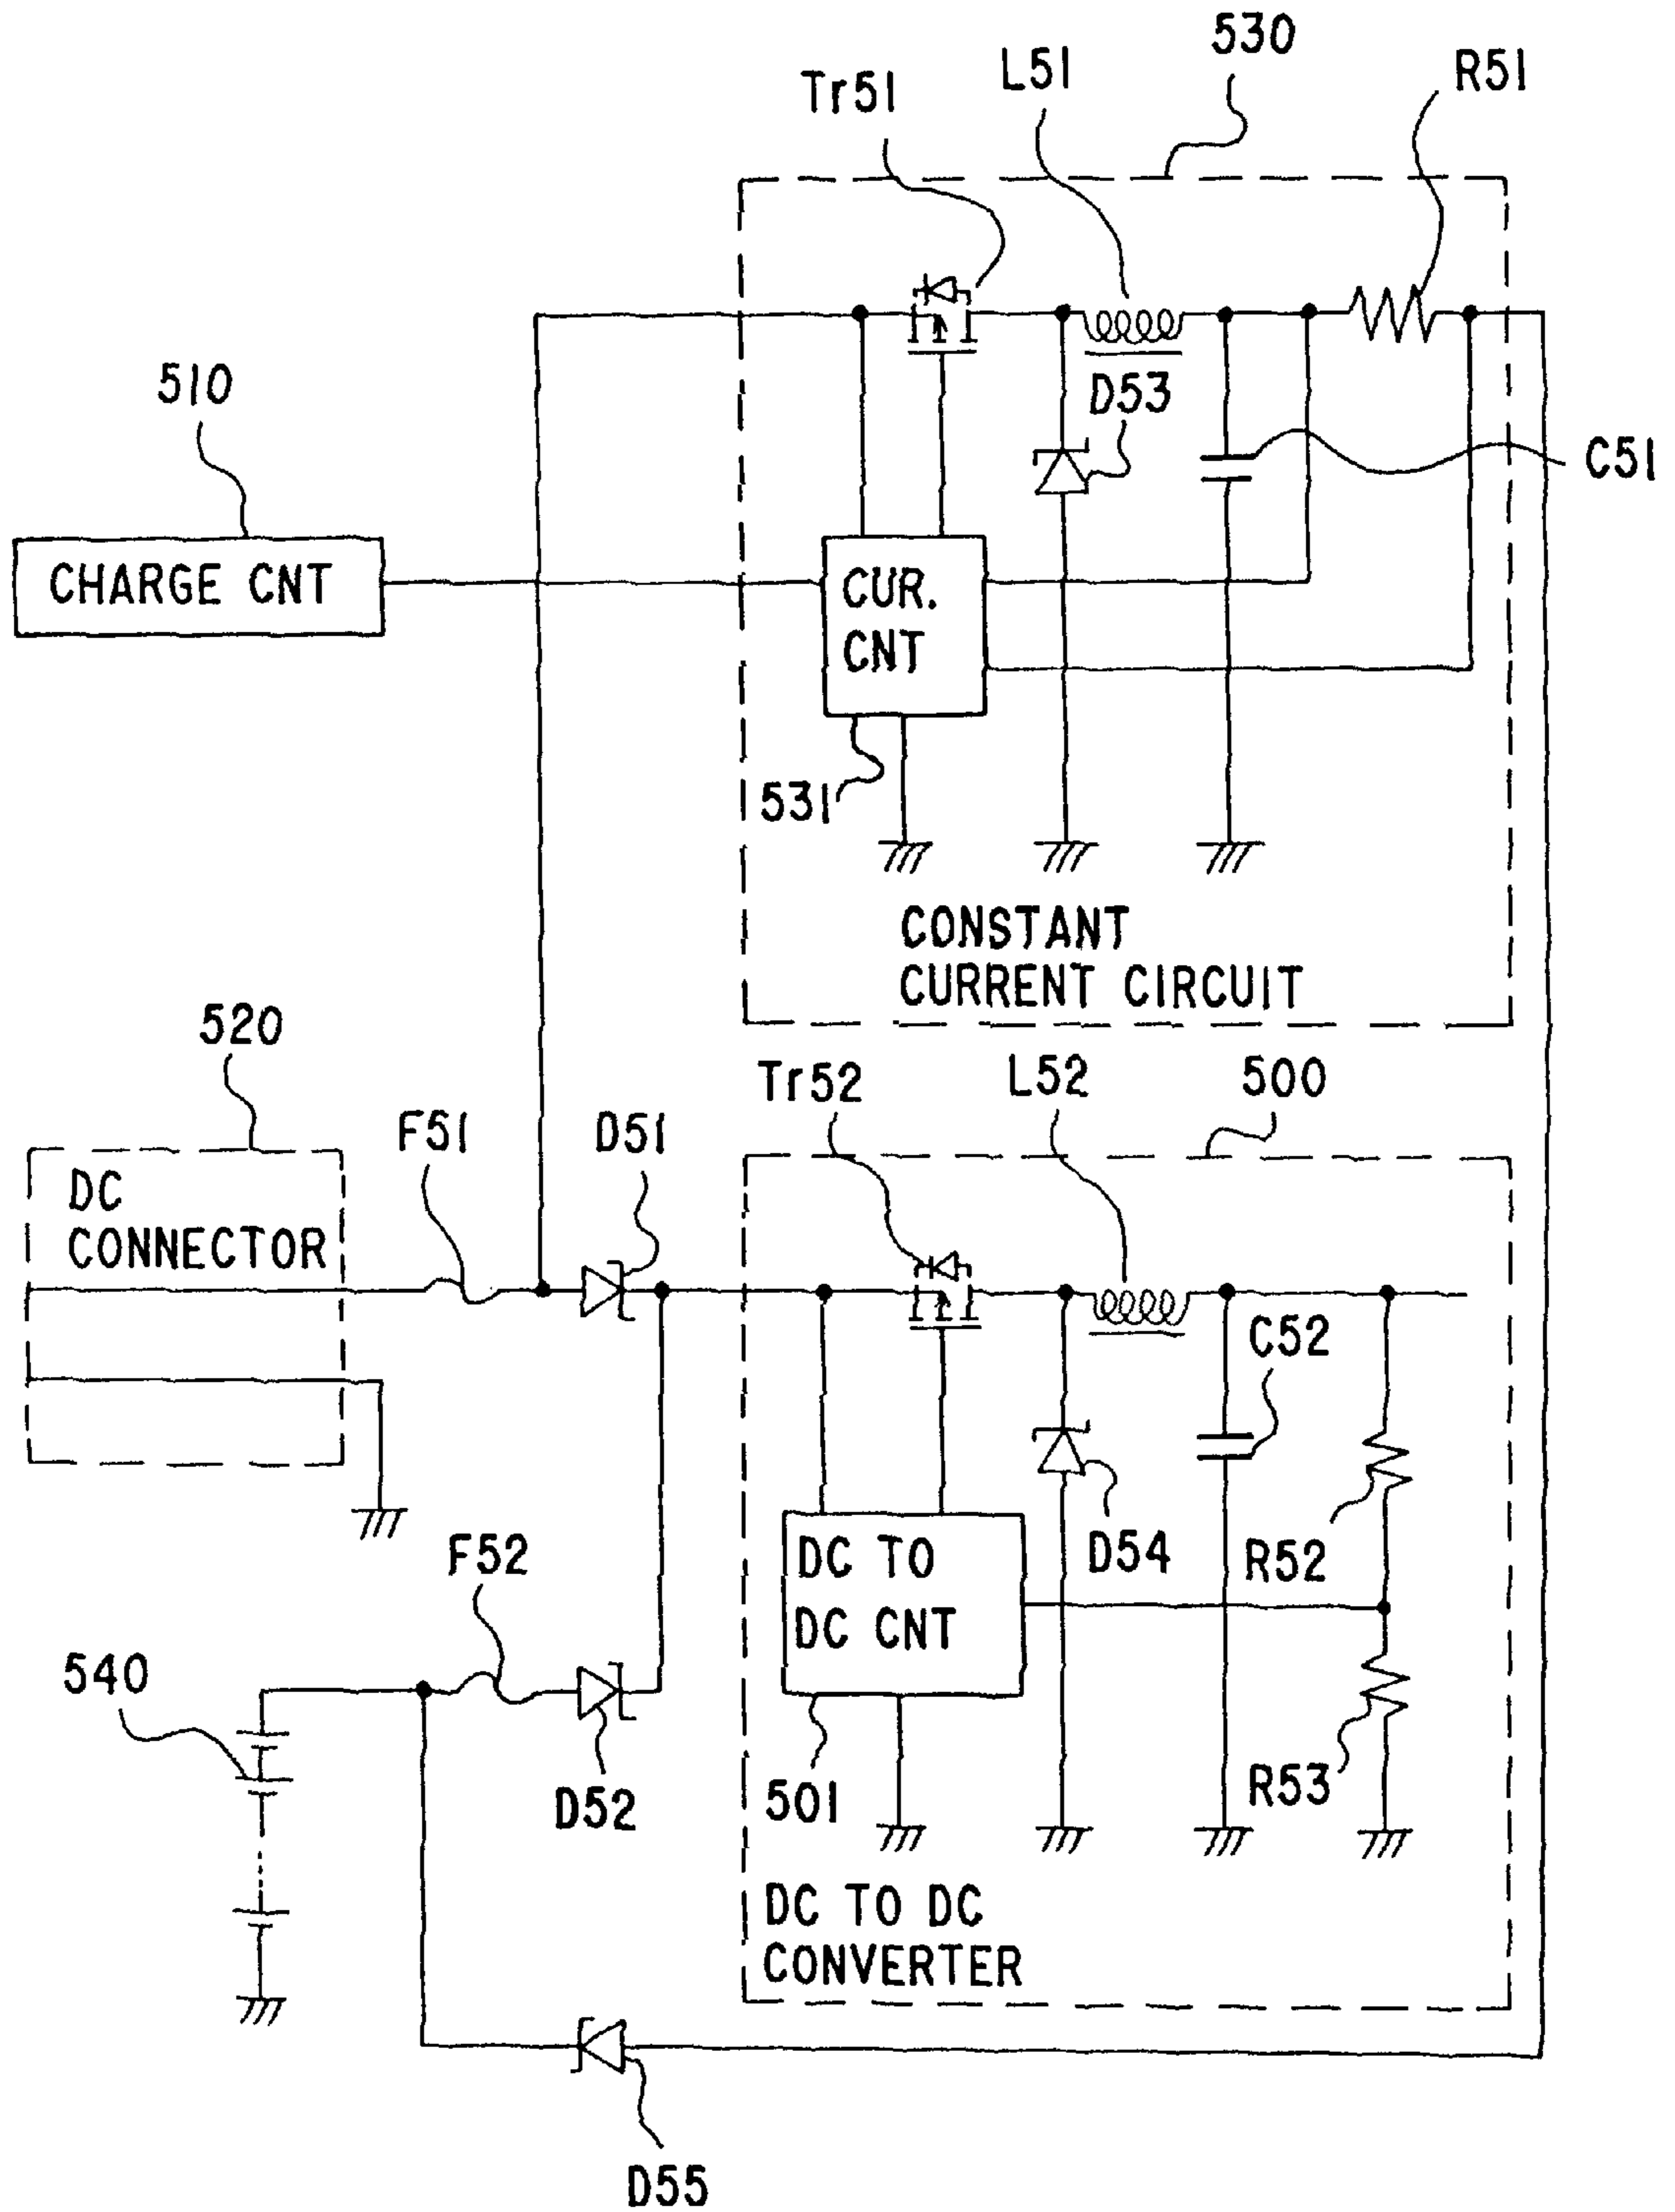 530
L51
R51
Tr51
510
D53
C51
CHARGE CNT
CUR.
CNT
531
CONSTANT
CURRENT CIRCUIT
520
Tr52
L52
500
F51
D51
DC
CONNECTOR
C52
F52
DC TO
DC CNT
D54
R52
540
D52
501
R53
DC TO DC
CONVERTER
D55